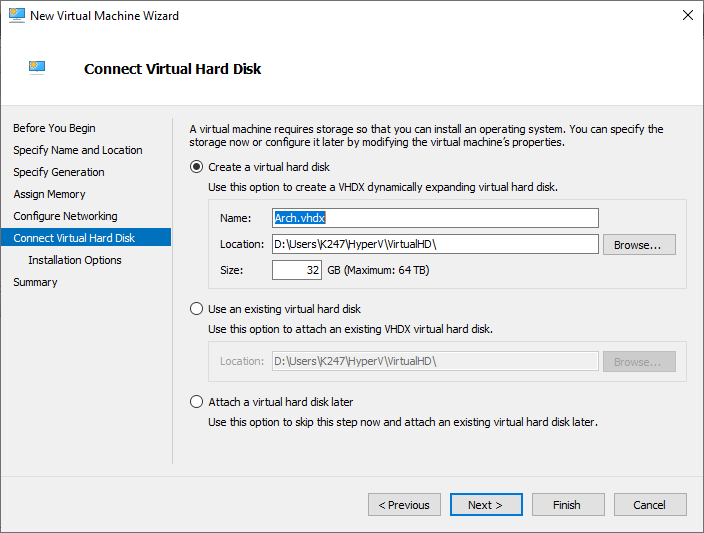 New Virtual Machine Wizard
Connect Virtual Hard Disk
Before You Begin
Specify Name and Location
Specify Generation
Assign Memory
Configure Networking
Connect Virtual Hard Disk
Installation Options
Summary
A virtual machine requires storage so that you can install an operating system. You can specify the
storage now or configure it later by modifying the virtual machine's properties.
Create a virtual hard disk
Use this option to create a VHDX dynamically expanding virtual hard disk.
Name: Arch.vhdx
Location: D:\Users\K247\HyperV\VirtualHD\ Browse...
Size: 32 GB (Maximum: 64 TB)
Use an existing virtual hard disk
Use this option to attach an existing VHDX virtual hard disk.
Location: D:\Users\K247\HyperV\VirtualHD\ Browse...
Attach a virtual hard disk later
Use this option to skip this step now and attach an existing virtual hard disk later.
< Previous Next > Finish Cancel